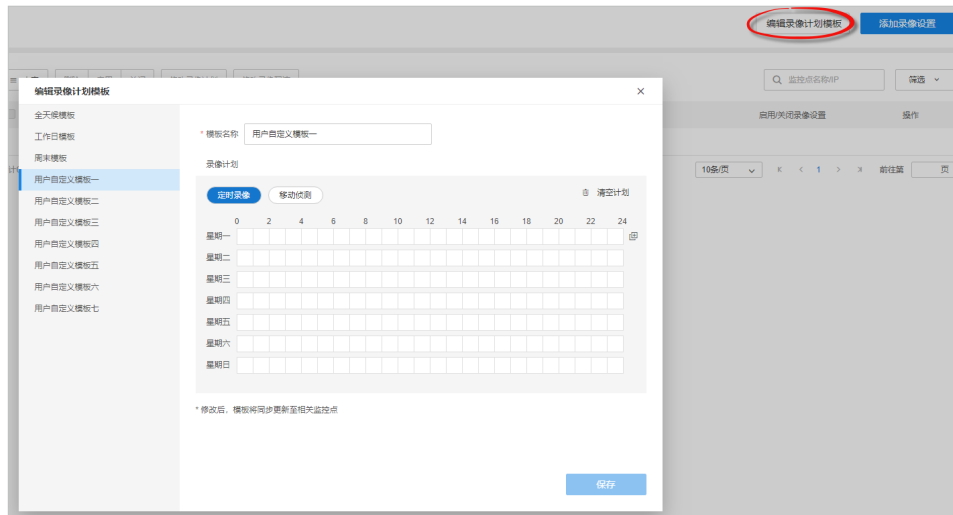 编辑录像计划模板 添加录像设置
监控点名称/IP 筛选
编辑录像计划模板
启用/关闭录像设置 操作
全天候模板
工作日模板
周末模板
用户自定义模板一
用户自定义模板二
用户自定义模板三
用户自定义模板四
用户自定义模板五
用户自定义模板六
用户自定义模板七
* 模板名称 用户自定义模板一
录像计划
10条/页 1 前往第 页
定时录像 移动侦测 清空计划
0 2 4 6 8 10 12 14 16 18 20 22 24
星期一
星期二
星期三
星期四
星期五
星期六
星期日
* 修改后，模板将同步更新至相关监控点
保存